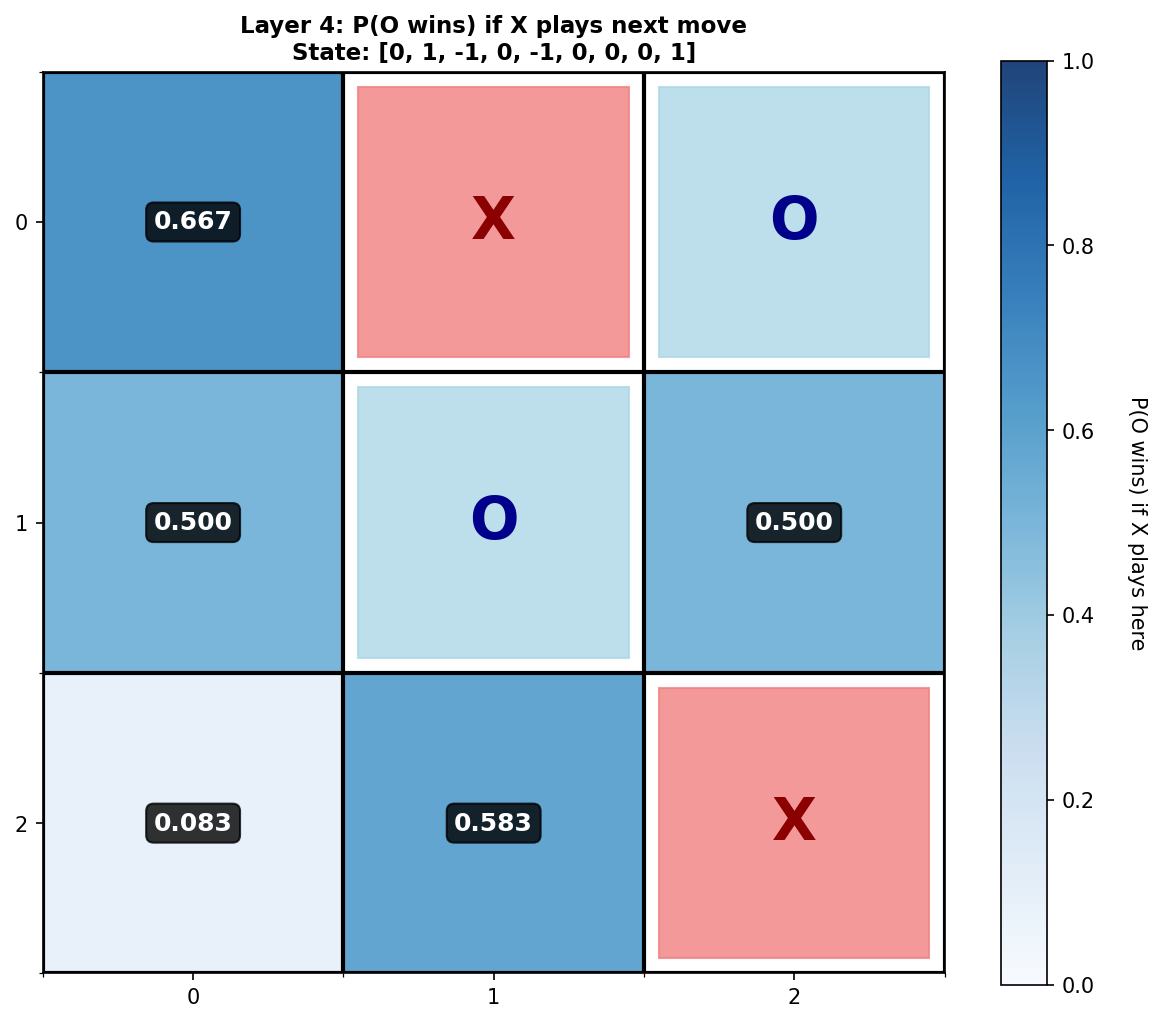 Layer 4: P(O wins) if X plays next move
State: [0, 1, -1, 0, -1, 0, 0, 0, 1]
0
0.667
X
O
1
0.500
O
0.500
2
0.083
0.583
X
0
1
2
1.0
0.8
0.6
0.4
0.2
0.0
P(O wins) if X plays here